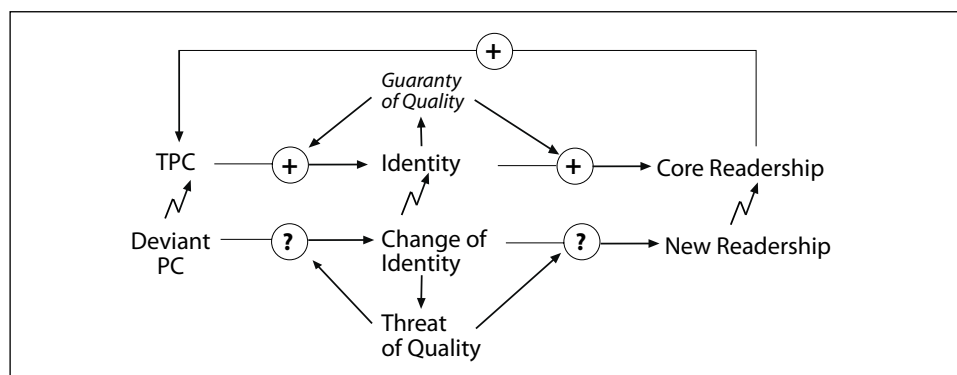 +
Guaranty
of Quality
TPC + Identity + Core Readership
Deviant
PC
? Change of
Identity
? New Readership
Threat
of Quality